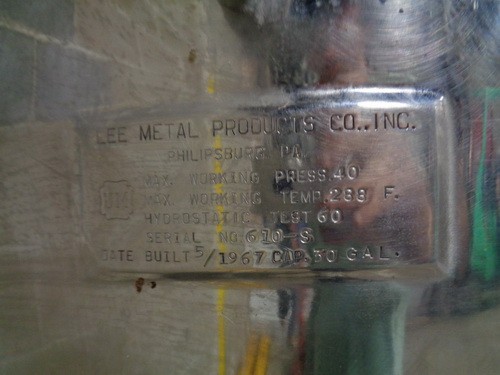 LEE METAL PRODUCTS CO., INC.
PHILIPSBURG PA.
MAX. WORKING PRESS. 40
MAX WORKING TEMP. 288 F.
HYDROSTATIC TEST 60
SERIAL NO. 610-S
DATE BUILT 5/1967 CAP. 30 GAL.